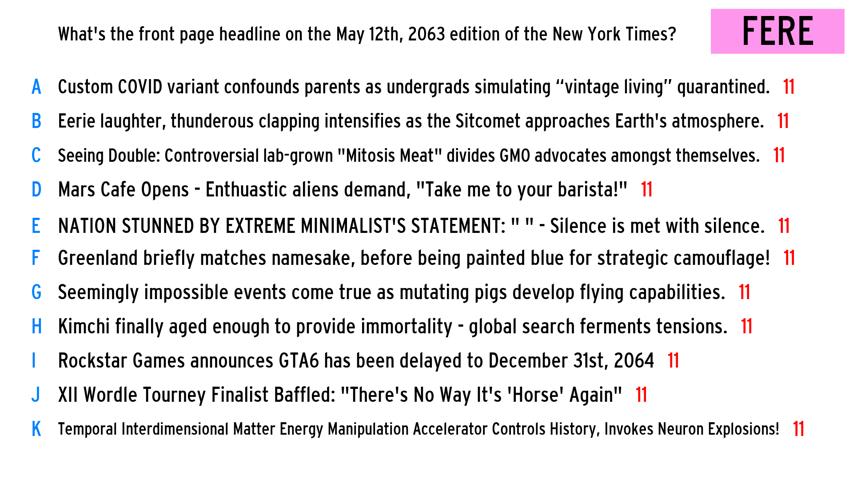 What's the front page headline on the May 12th, 2063 edition of the New York Times? FERE
A Custom COVID variant confounds parents as undergrads simulating “vintage living” quarantined. 11
B Eerie laughter, thunderous clapping intensifies as the Sitcomet approaches Earth's atmosphere. 11
C Seeing Double: Controversial lab-grown "Mitosis Meat" divides GMO advocates amongst themselves. 11
D Mars Cafe Opens - Enthuastic aliens demand, "Take me to your barista!" 11
E NATION STUNNED BY EXTREME MINIMALIST'S STATEMENT: " " - Silence is met with silence. 11
F Greenland briefly matches namesake, before being painted blue for strategic camouflage! 11
G Seemingly impossible events come true as mutating pigs develop flying capabilities. 11
H Kimchi finally aged enough to provide immortality - global search ferments tensions. 11
I Rockstar Games announces GTA6 has been delayed to December 31st, 2064 11
J XII Wordle Tourney Finalist Baffled: "There's No Way It's 'Horse' Again" 11
K Temporal Interdimensional Matter Energy Manipulation Accelerator Controls History, Invokes Neuron Explosions! 11